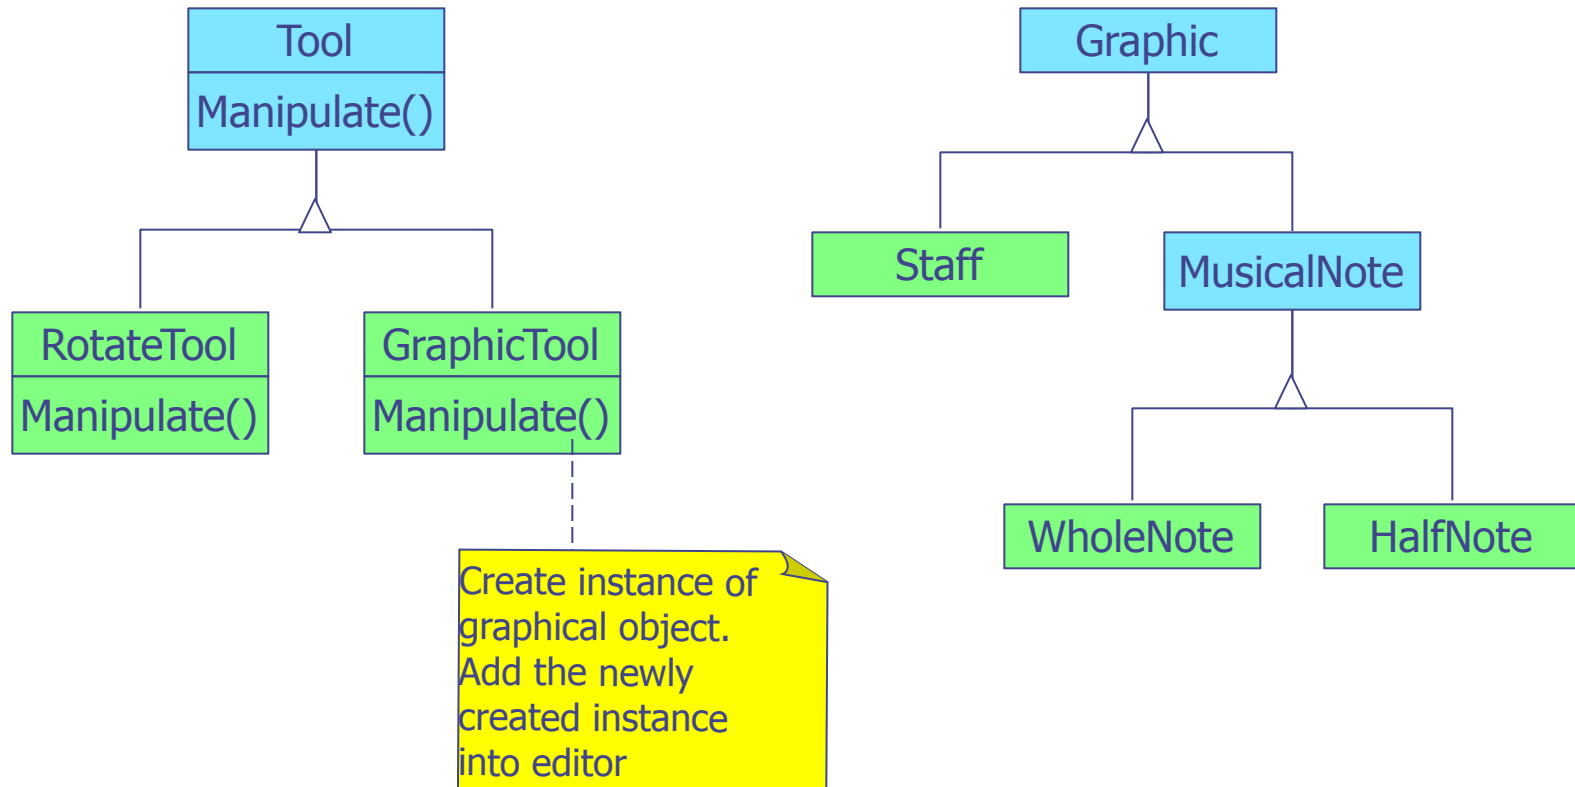 Tool
Manipulate()
RotateTool
Manipulate()
GraphicTool
Manipulate()
Create instance of
graphical object.
Add the newly
created instance
into editor
Graphic
Staff
MusicalNote
WholeNote
HalfNote